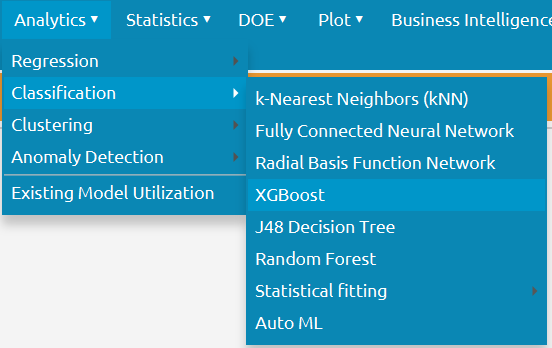 Analytics ▾ Statistics ▾ DOE ▾ Plot ▾ Business Intelligence
Regression
Classification
Clustering
Anomaly Detection
Existing Model Utilization
k-Nearest Neighbors (kNN)
Fully Connected Neural Network
Radial Basis Function Network
XGBoost
J48 Decision Tree
Random Forest
Statistical fitting
Auto ML